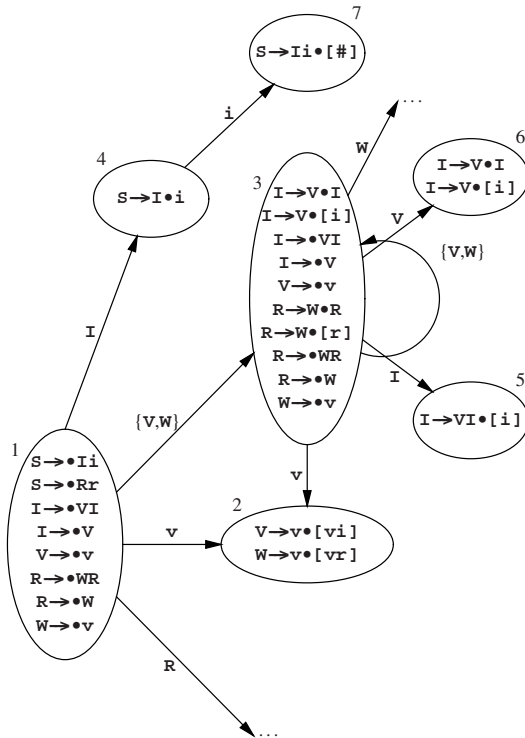 7
S→Ii•[#]
i
...
W
4
S→I•i
3
I→V•I
I→V•[i]
I→•VI
I→•V
V→•v
R→W•R
R→W•[r]
R→•WR
R→•W
W→•v
6
I→V•I
I→V•[i]
V
{V,W}
I
{V,W}
I
5
I→VI•[i]
1
S→•Ii
S→•Rr
I→•VI
I→•V
V→•v
R→•WR
R→•W
W→•v
v
v
2
V→v•[vi]
W→v•[vr]
R
...